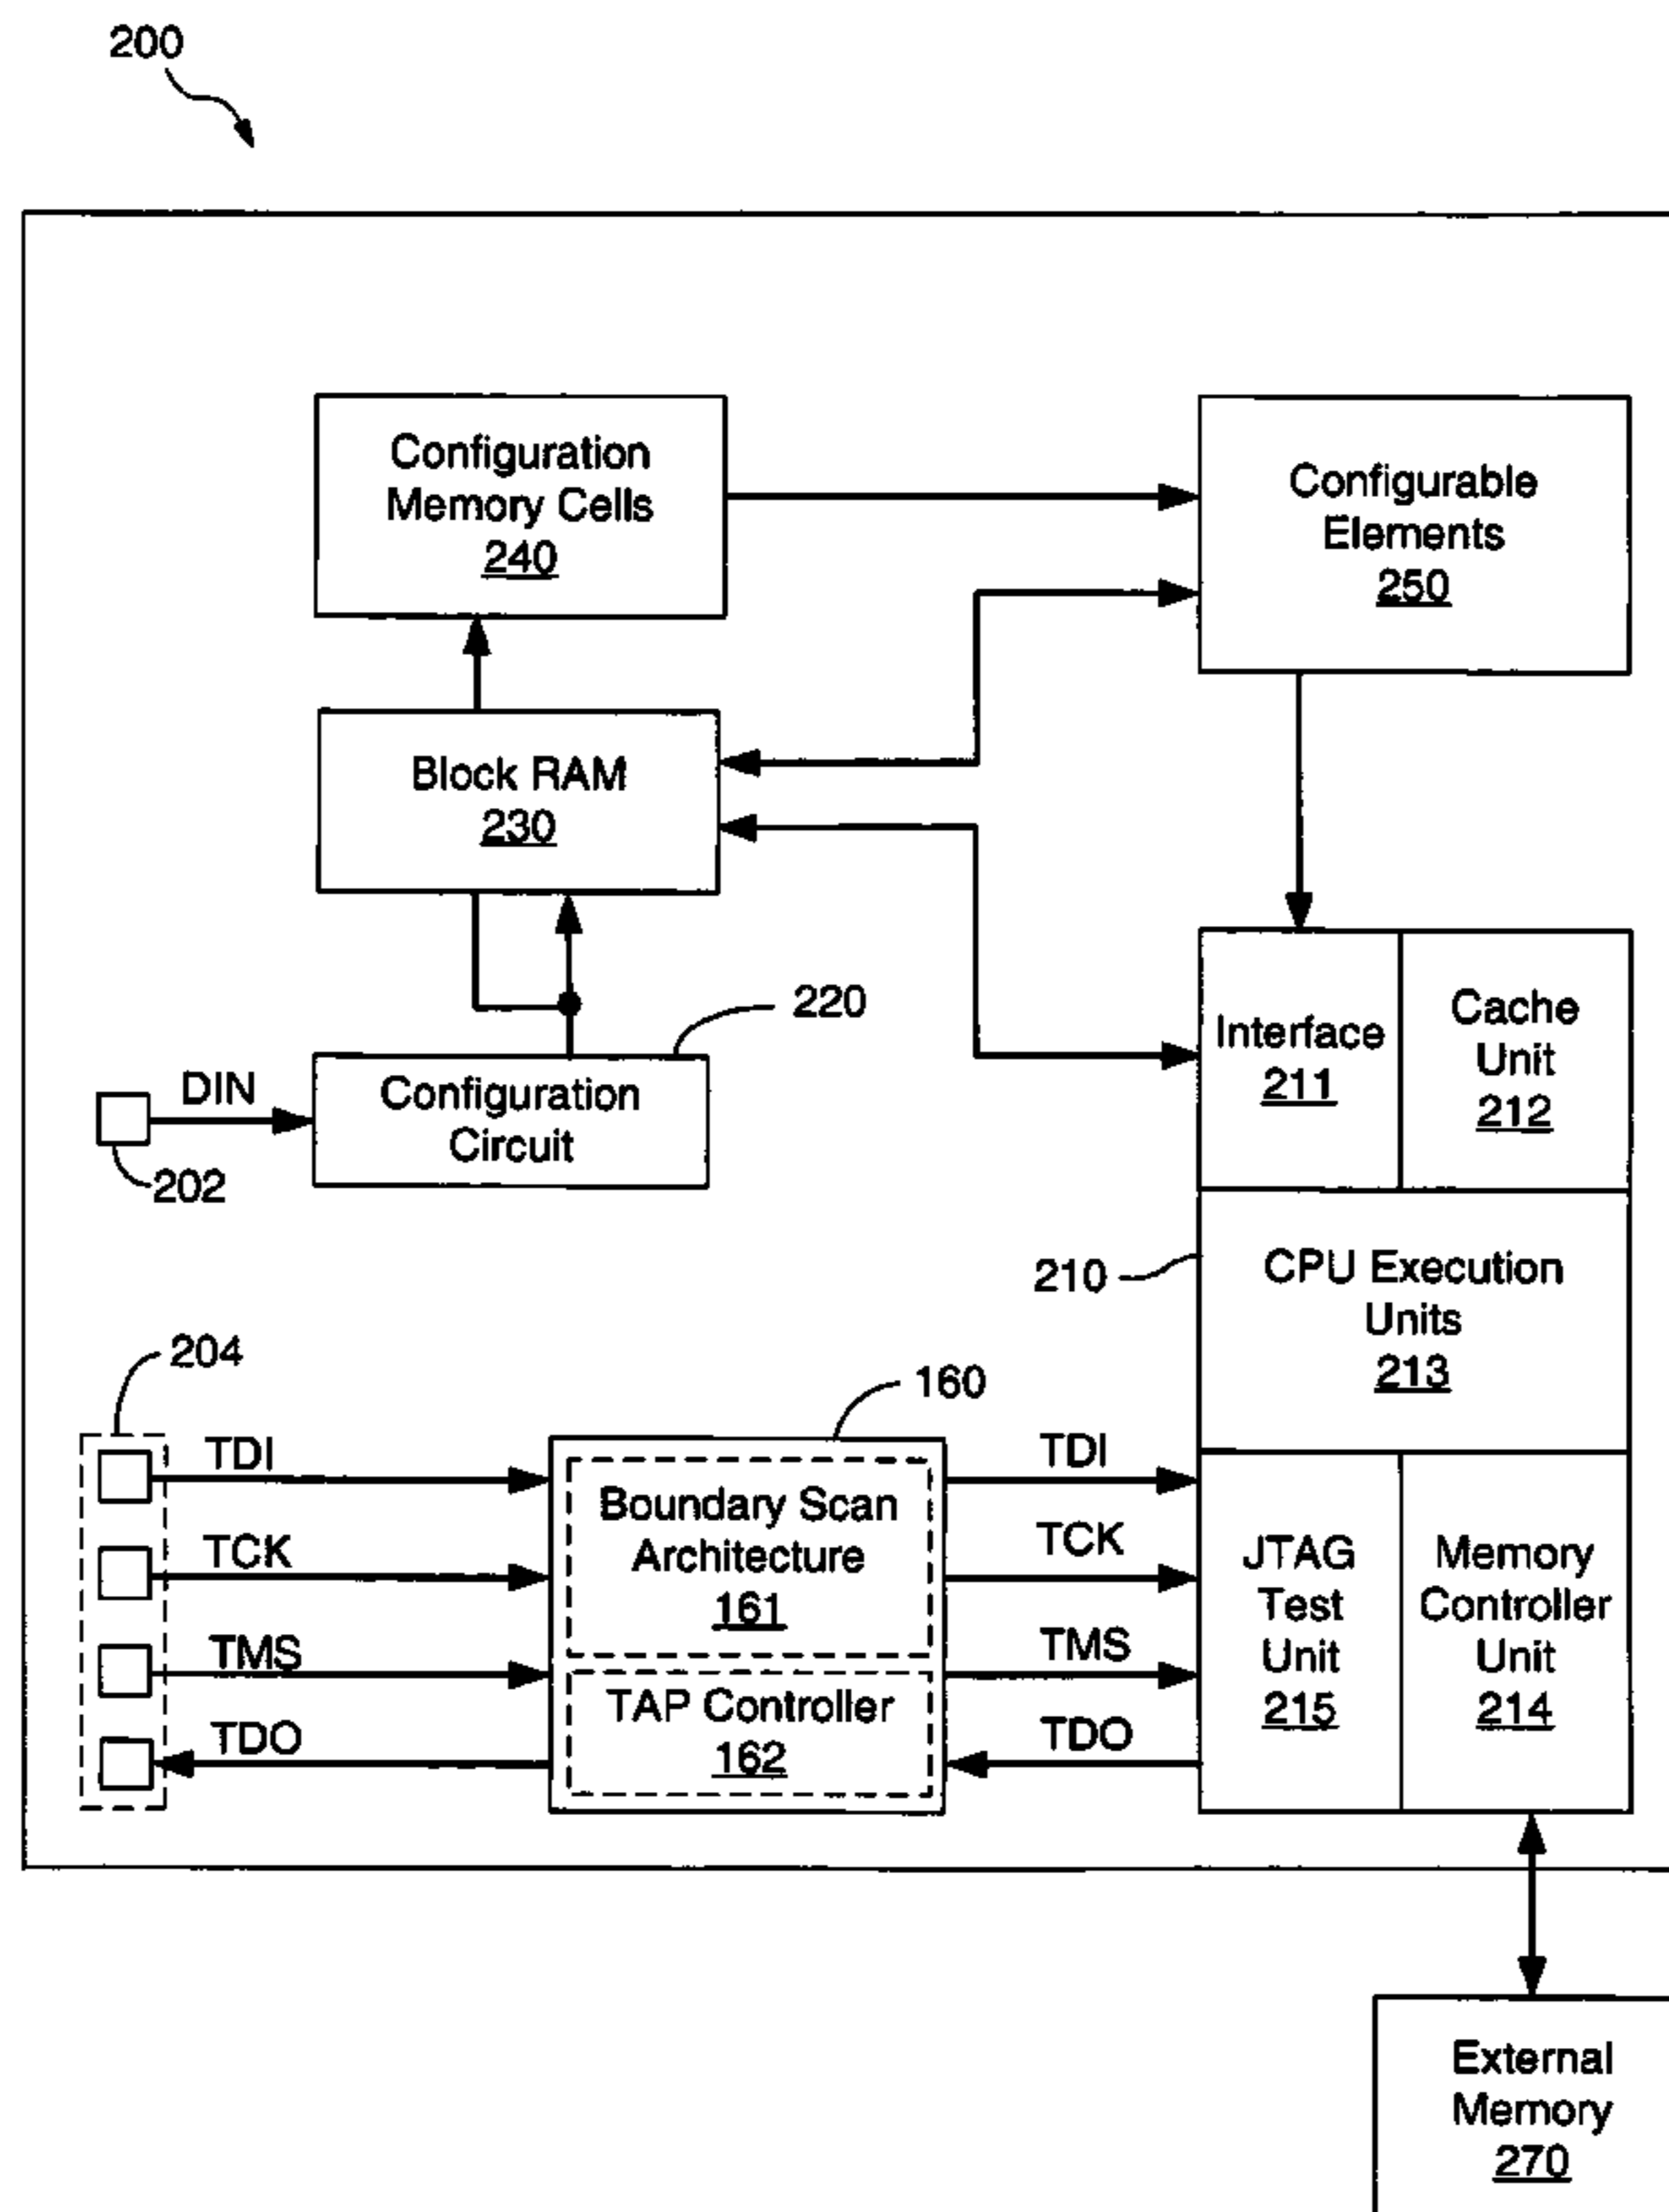 200
Configuration
Memory Cells
240
Configurable
Elements
250
Block RAM
230
220
DIN
Configuration
Circuit
202
Interface
211
Cache
Unit
212
210
CPU Execution
Units
213
204
160
TDI
TCK
TMS
TDO
Boundary Scan
Architecture
161
TAP Controller
162
TDI
TCK
TMS
TDO
JTAG
Test
Unit
215
Memory
Controller
Unit
214
External
Memory
270